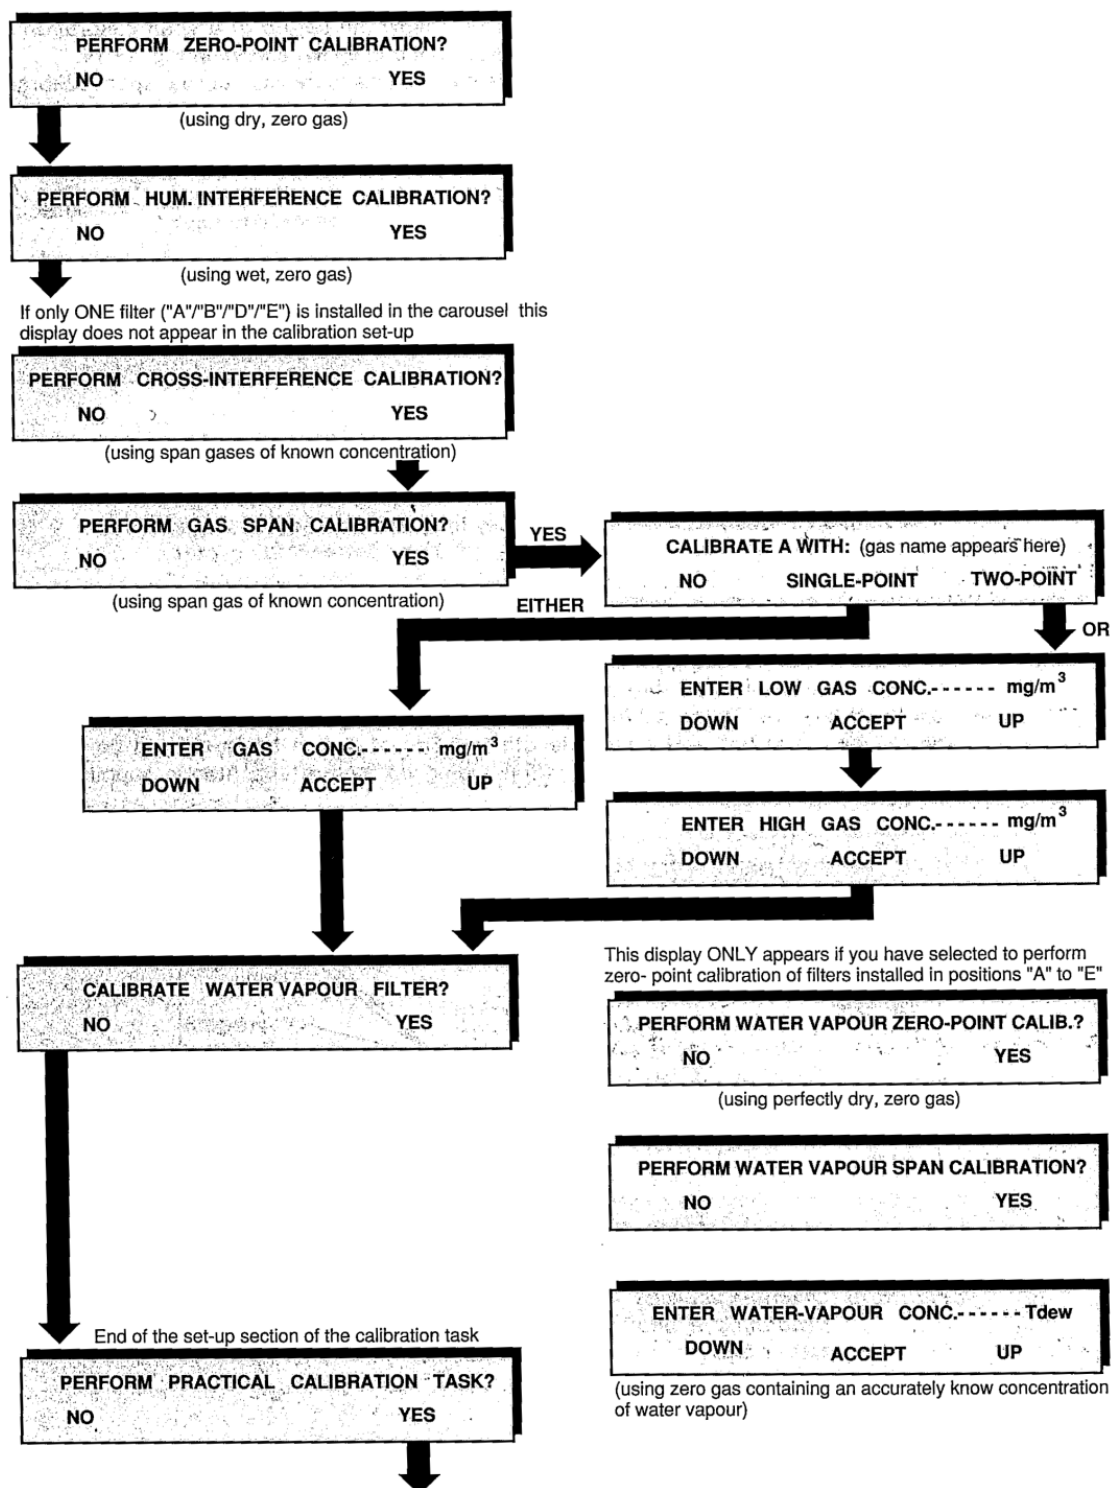 PERFORM ZERO-POINT CALIBRATION?
NO YES
(using dry, zero gas)
PERFORM HUM. INTERFERENCE CALIBRATION?
NO YES
(using wet, zero gas)
If only ONE filter ("A"/"B"/"D"/"E") is installed in the carousel this
display does not appear in the calibration set-up
PERFORM CROSS-INTERFERENCE CALIBRATION?
NO YES
(using span gases of known concentration)
PERFORM GAS SPAN CALIBRATION?
NO YES
(using span gas of known concentration)
YES
CALIBRATE A WITH: (gas name appears here)
NO SINGLE-POINT TWO-POINT
EITHER
OR
ENTER LOW GAS CONC.------ mg/m³
DOWN ACCEPT UP
ENTER GAS CONC.------ mg/m³
DOWN ACCEPT UP
ENTER HIGH GAS CONC.------ mg/m³
DOWN ACCEPT UP
CALIBRATE WATER VAPOUR FILTER?
NO YES
This display ONLY appears if you have selected to perform
zero- point calibration of filters installed in positions "A" to "E"
PERFORM WATER VAPOUR ZERO-POINT CALIB.?
NO YES
(using perfectly dry, zero gas)
PERFORM WATER VAPOUR SPAN CALIBRATION?
NO YES
ENTER WATER-VAPOUR CONC.------ Tdew
DOWN ACCEPT UP
(using zero gas containing an accurately know concentration
of water vapour)
End of the set-up section of the calibration task
PERFORM PRACTICAL CALIBRATION TASK?
NO YES